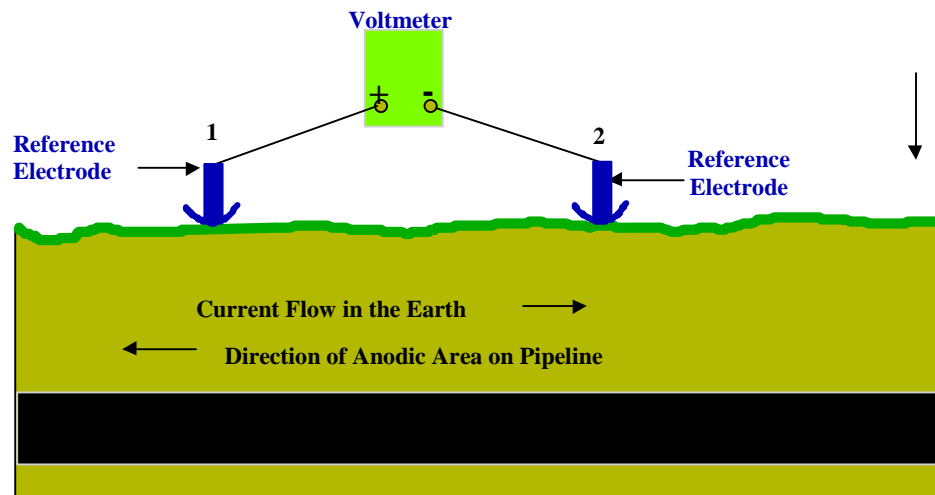 Voltmeter
+ -
1
2
Reference
Electrode
Reference
Electrode
Current Flow in the Earth
Direction of Anodic Area on Pipeline